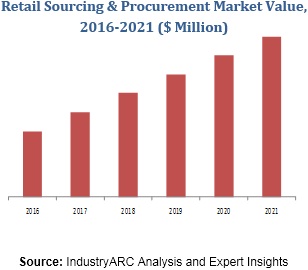 Retail Sourcing & Procurement Market Value,
2016-2021 ($ Million)
2016 2017 2018 2019 2020 2021
Source: IndustryARC Analysis and Expert Insights